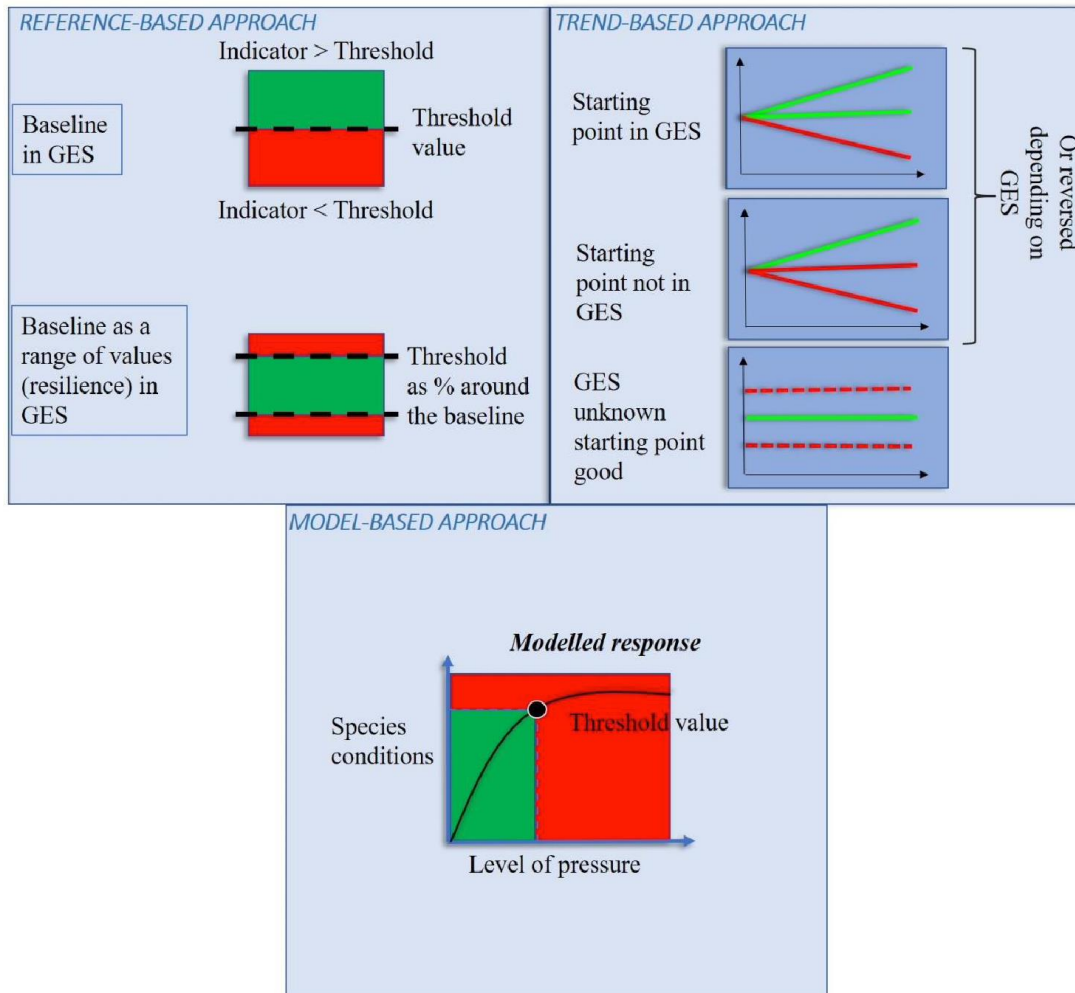 REFERENCE-BASED APPROACH
Indicator > Threshold
Baseline
in GES
Threshold
value
Indicator < Threshold
Baseline as a
range of values
(resilience) in
GES
Threshold
as % around
the baseline
TREND-BASED APPROACH
Starting
point in GES
Starting
point not in
GES
GES
unknown
starting point
good
Or reversed
depending on
GES
MODEL-BASED APPROACH
Modelled response
Species
conditions
Threshold value
Level of pressure